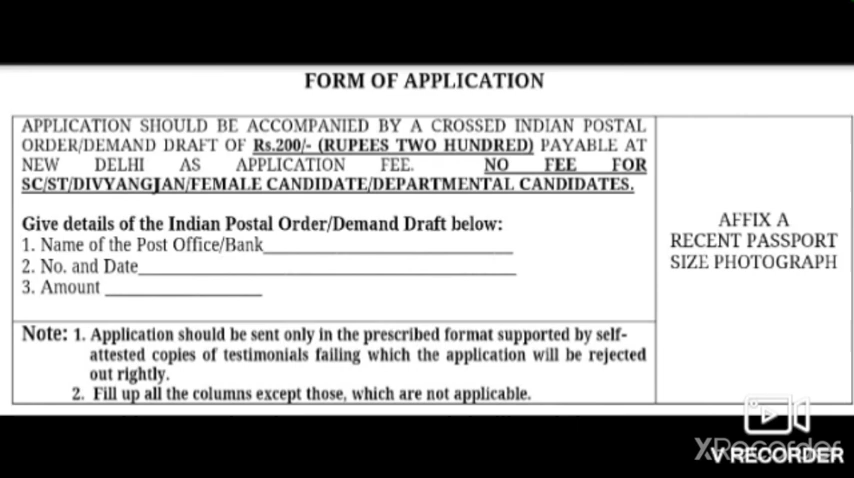 FORM OF APPLICATION
APPLICATION SHOULD BE ACCOMPANIED BY A CROSSED INDIAN POSTAL
ORDER/DEMAND DRAFT OF Rs.200/- (RUPEES TWO HUNDRED) PAYABLE AT
NEW DELHI AS APPLICATION FEE. NO FEE FOR
SC/ST/DIVYANGJAN/FEMALE CANDIDATE/DEPARTMENTAL CANDIDATES.
Give details of the Indian Postal Order/Demand Draft below:
1. Name of the Post Office/Bank
2. No. and Date
3. Amount
AFFIX A
RECENT PASSPORT
SIZE PHOTOGRAPH
Note: 1. Application should be sent only in the prescribed format supported by self-
attested copies of testimonials failing which the application will be rejected
out rightly.
2. Fill up all the columns except those, which are not applicable.
XRecorder
V RECORDER